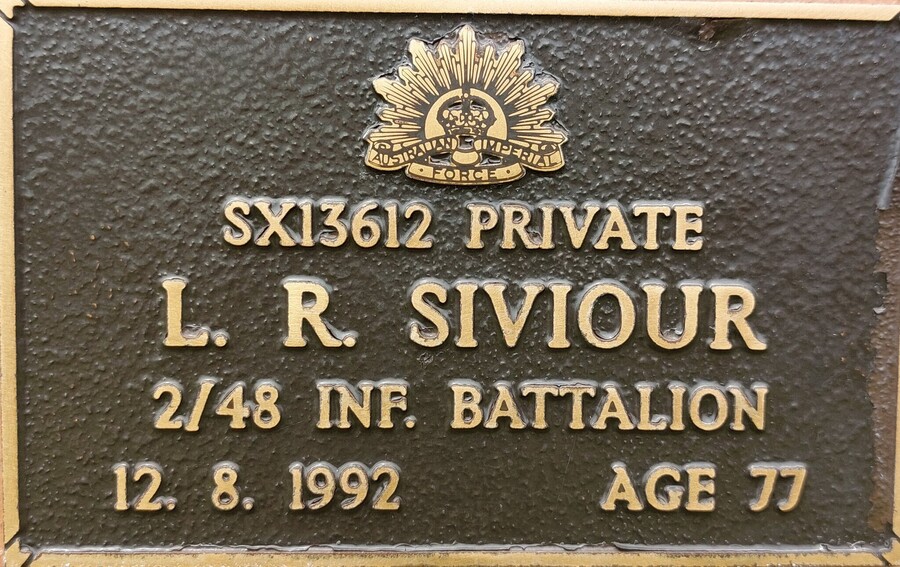 AUSTRALIAN IMPERIAL
FORCE
SX13612 PRIVATE
L. R. SIVIOUR
2/48 INF. BATTALION
12. 8. 1992 AGE 77